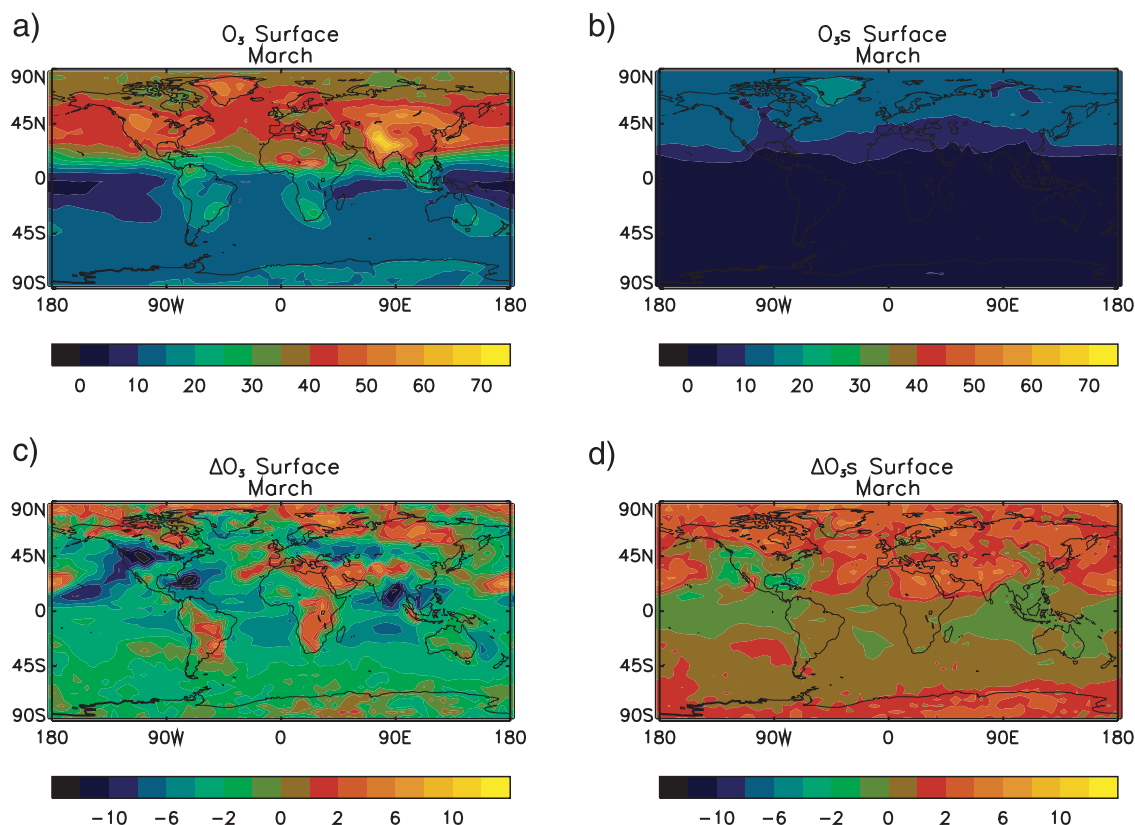 a)
O₃ Surface
March
90N
45N
0
45S
90S
180 90W 0 90E 180
0 10 20 30 40 50 60 70
b)
O₃s Surface
March
90N
45N
0
45S
90S
180 90W 0 90E 180
0 10 20 30 40 50 60 70
c)
ΔO₃ Surface
March
90N
45N
0
45S
90S
180 90W 0 90E 180
−10 −6 −2 0 2 6 10
d)
ΔO₃s Surface
March
90N
45N
0
45S
90S
180 90W 0 90E 180
−10 −6 −2 0 2 6 10